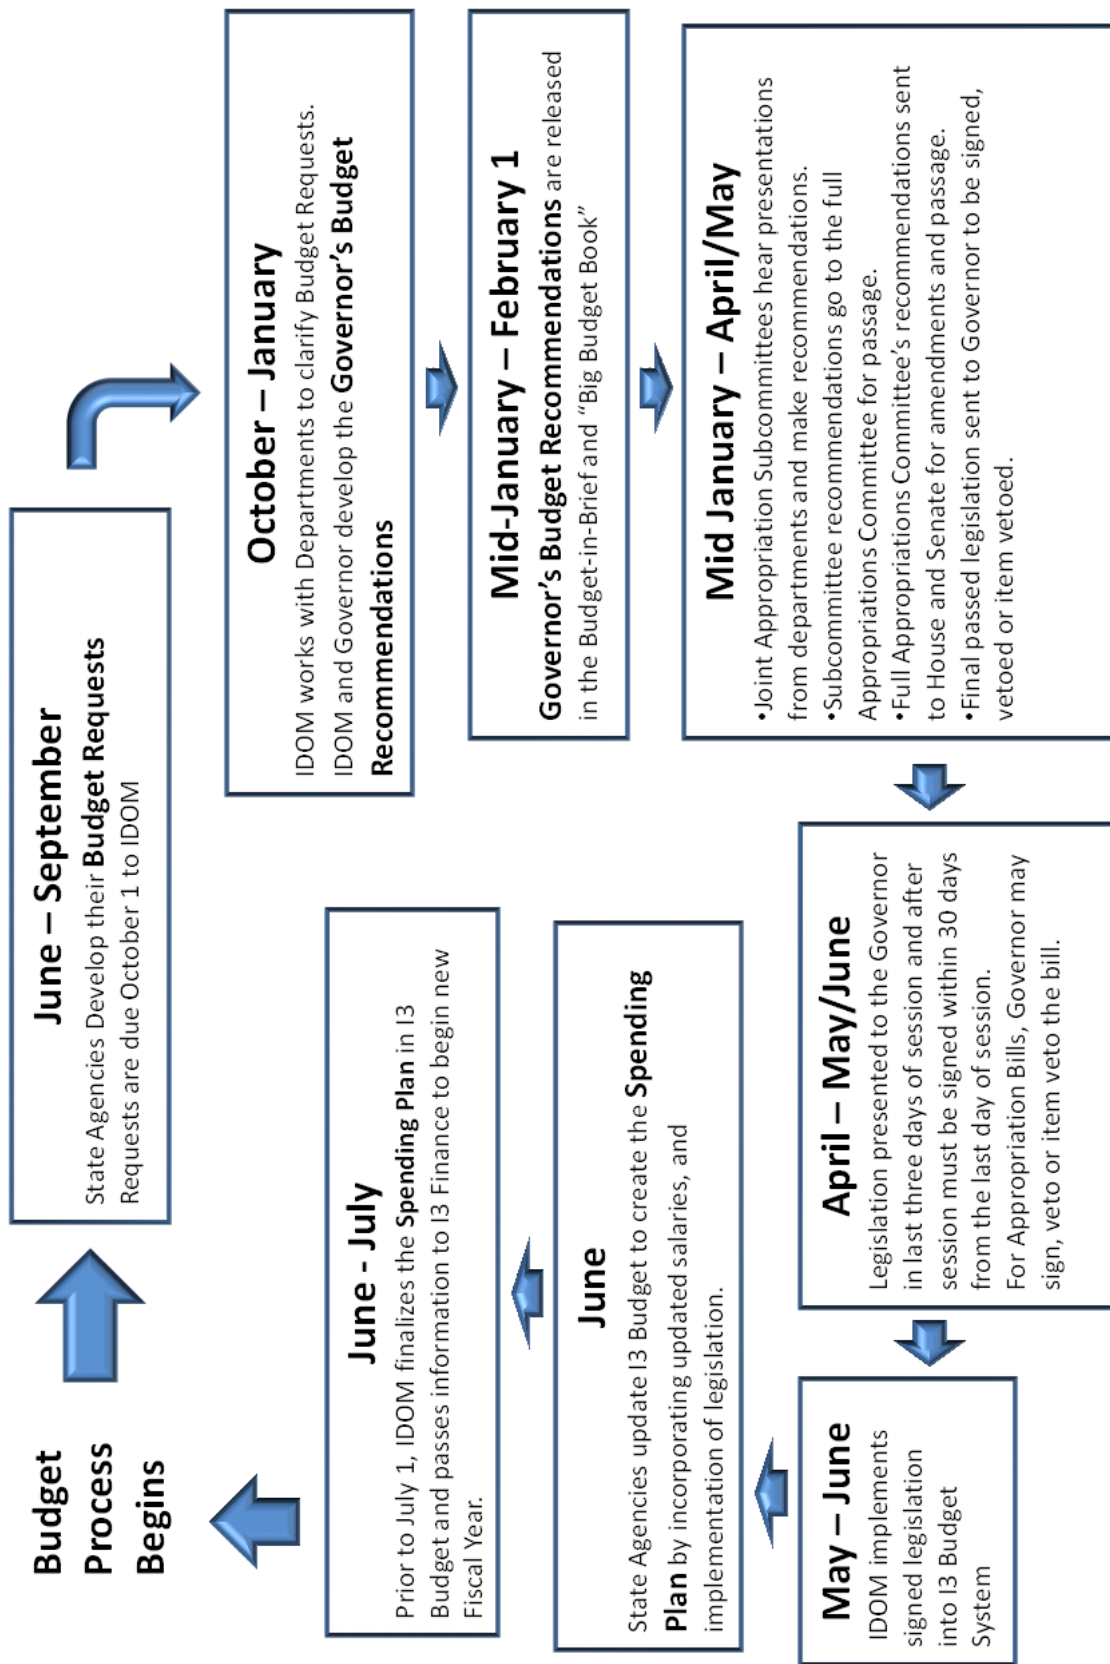 Budget
Process
Begins
June – September
State Agencies Develop their Budget Requests
Requests are due October 1 to IDOM
October – January
IDOM works with Departments to clarify Budget Requests.
IDOM and Governor develop the Governor's Budget
Recommendations
Mid-January – February 1
Governor's Budget Recommendations are released
in the Budget-in-Brief and “Big Budget Book”
Mid January – April/May
•Joint Appropriation Subcommittees hear presentations
from departments and make recommendations.
•Subcommittee recommendations go to the full
Appropriations Committee for passage.
•Full Appropriations Committee's recommendations sent
to House and Senate for amendments and passage.
•Final passed legislation sent to Governor to be signed,
vetoed or item vetoed.
April – May/June
Legislation presented to the Governor
in last three days of session and after
session must be signed within 30 days
from the last day of session.
For Appropriation Bills, Governor may
sign, veto or item veto the bill.
May – June
IDOM implements
signed legislation
into I3 Budget
System
June
State Agencies update I3 Budget to create the Spending
Plan by incorporating updated salaries, and
implementation of legislation.
June - July
Prior to July 1, IDOM finalizes the Spending Plan in I3
Budget and passes information to I3 Finance to begin new
Fiscal Year.